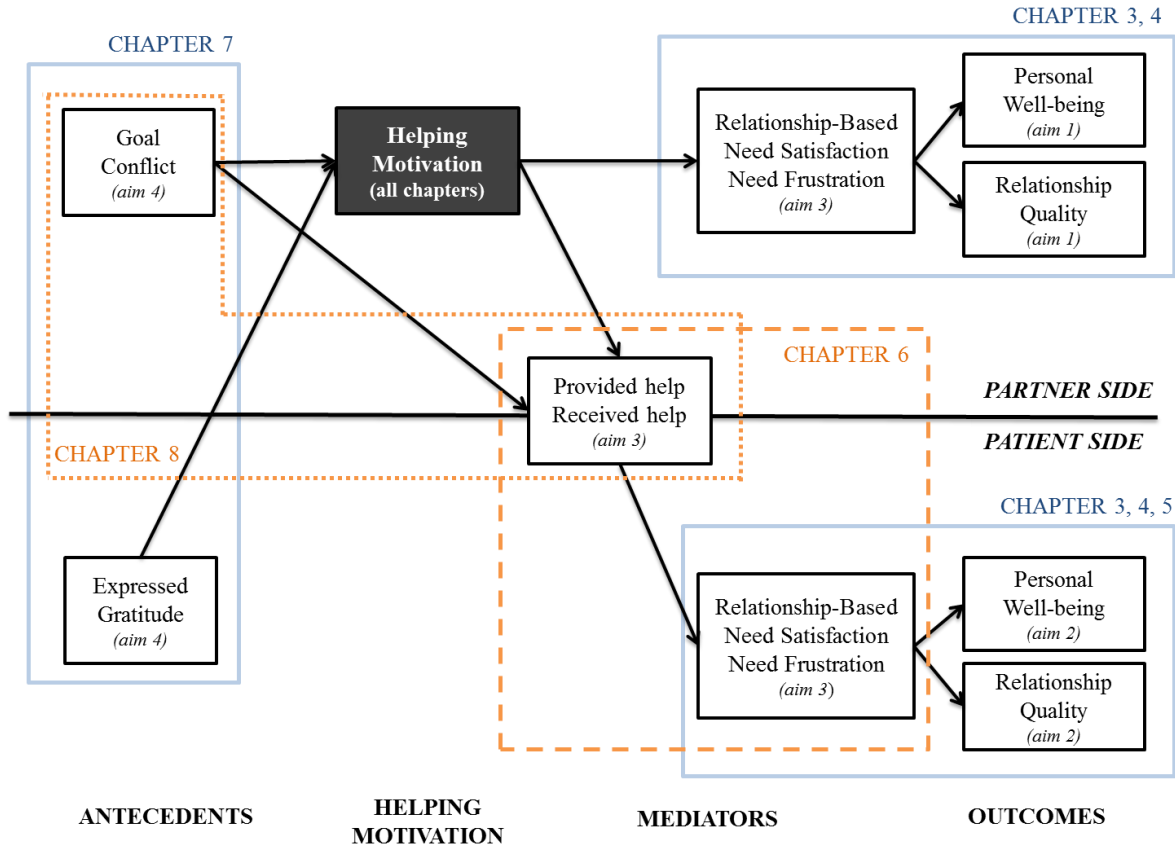 CHAPTER 3, 4
CHAPTER 7
Goal
Conflict
(aim 4)
Helping
Motivation
(all chapters)
Relationship-Based
Need Satisfaction
Need Frustration
(aim 3)
Personal
Well-being
(aim 1)
Relationship
Quality
(aim 1)
CHAPTER 6
Provided help
Received help
(aim 3)
PARTNER SIDE
PATIENT SIDE
CHAPTER 8
CHAPTER 3, 4, 5
Expressed
Gratitude
(aim 4)
Relationship-Based
Need Satisfaction
Need Frustration
(aim 3)
Personal
Well-being
(aim 2)
Relationship
Quality
(aim 2)
ANTECEDENTS
HELPING
MOTIVATION
MEDIATORS
OUTCOMES